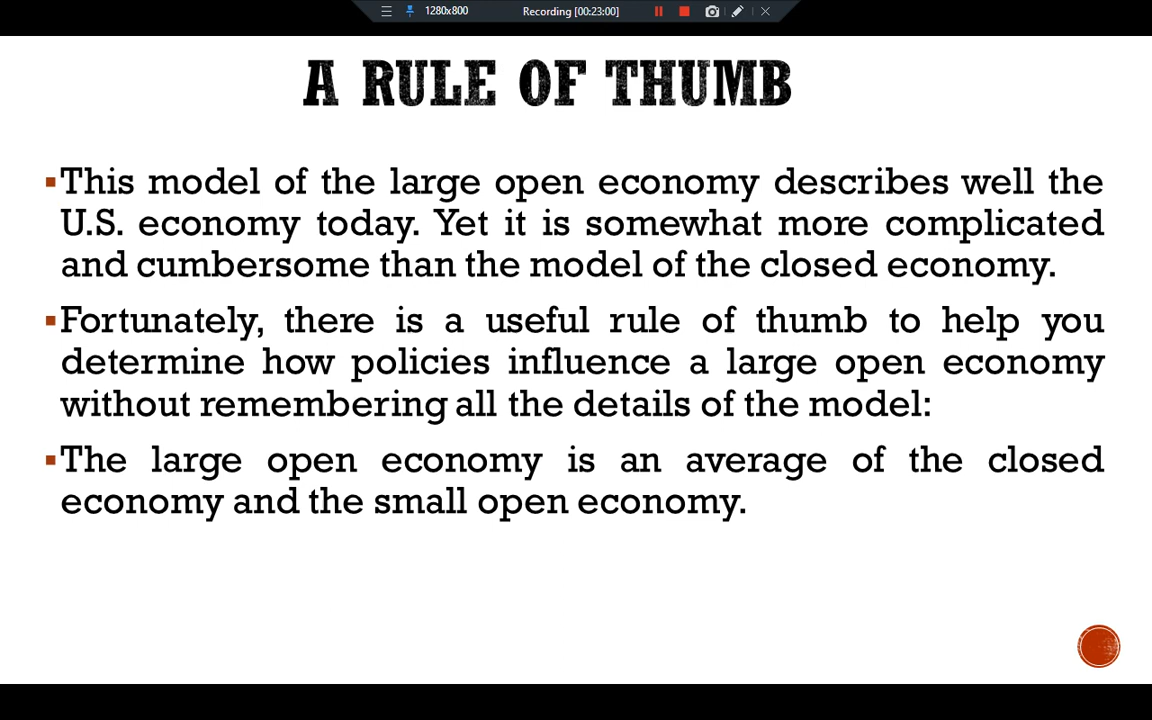 1280x800 Recording [00:23:00]
A RULE OF THUMB
▪This model of the large open economy describes well the
U.S. economy today. Yet it is somewhat more complicated
and cumbersome than the model of the closed economy.
▪Fortunately, there is a useful rule of thumb to help you
determine how policies influence a large open economy
without remembering all the details of the model:
▪The large open economy is an average of the closed
economy and the small open economy.